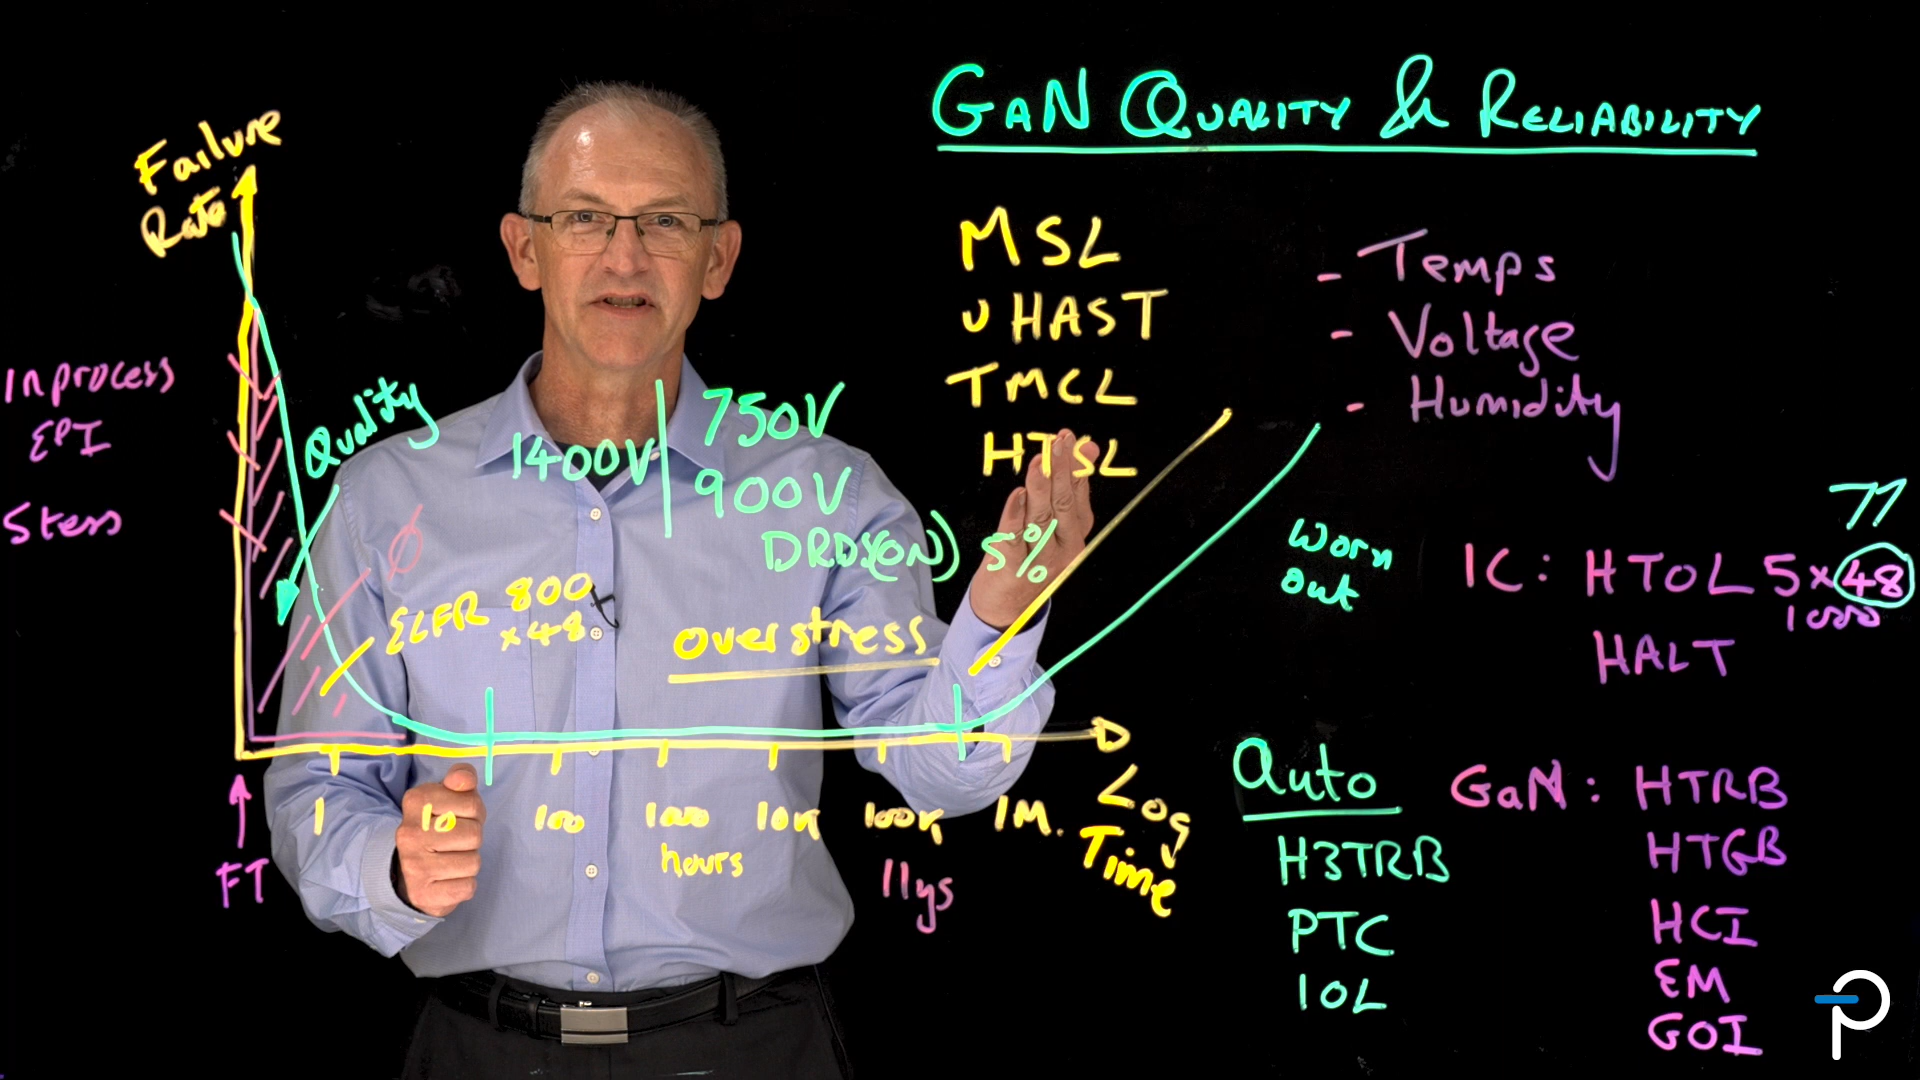 GaN Quality & Reliability
Failure
Rate
Inprocess
EPI
Stess
Quality
1400V
750V
900V
DRDS(ON) 5%
Ø
ELFR 800
x48
overstress
MSL
uHAST
TMCL
HTSL
- Temps
- Voltage
- Humidity
Worn
out
77
IC: HTOL 5x48
1000
HALT
1
10
100
1000
10K
100K
1M.
hours
11ys
Log
Time
FT
Auto
H3TRB
PTC
IOL
GaN: HTRB
HTGB
HCI
EM
GOI